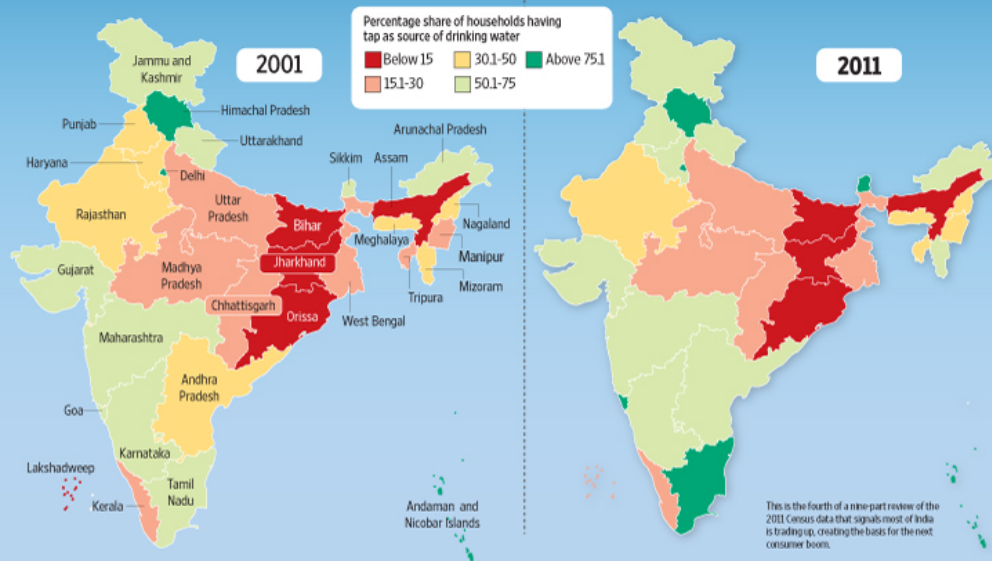 Percentage share of households having
tap as source of drinking water
Below 15
30.1-50
Above 75.1
15.1-30
50.1-75
2001
2011
Jammu and
Kashmir
Himachal Pradesh
Punjab
Uttarakhand
Arunachal Pradesh
Haryana
Sikkim
Assam
Delhi
Uttar
Pradesh
Rajasthan
Bihar
Nagaland
Meghalaya
Manipur
Jharkhand
Gujarat
Madhya
Pradesh
Mizoram
Tripura
Chhattisgarh
Orissa
West Bengal
Maharashtra
Andhra
Pradesh
Goa
Karnataka
Lakshadweep
Tamil
Nadu
Kerala
Andaman and
Nicobar Islands
This is the fourth of a nine-part review of the
2011 Census data that signals most of India
is trading up, creating the basis for the next
consumer boom.